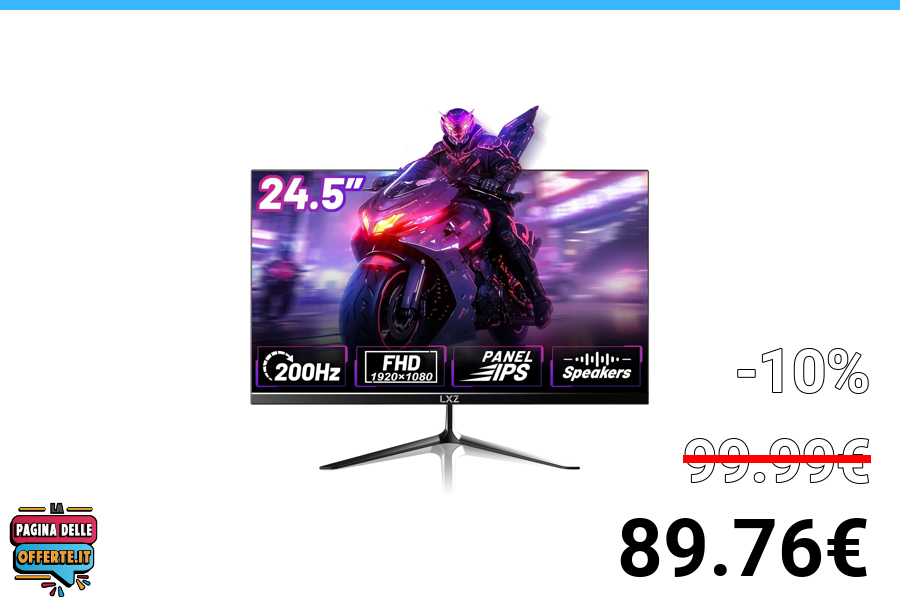 24.5"
200Hz
FHD
1920×1080
PANEL
IPS
Speakers
LXZ
-10%
99.99€
89.76€
LA
PAGINA DELLE
OFFERTE.IT